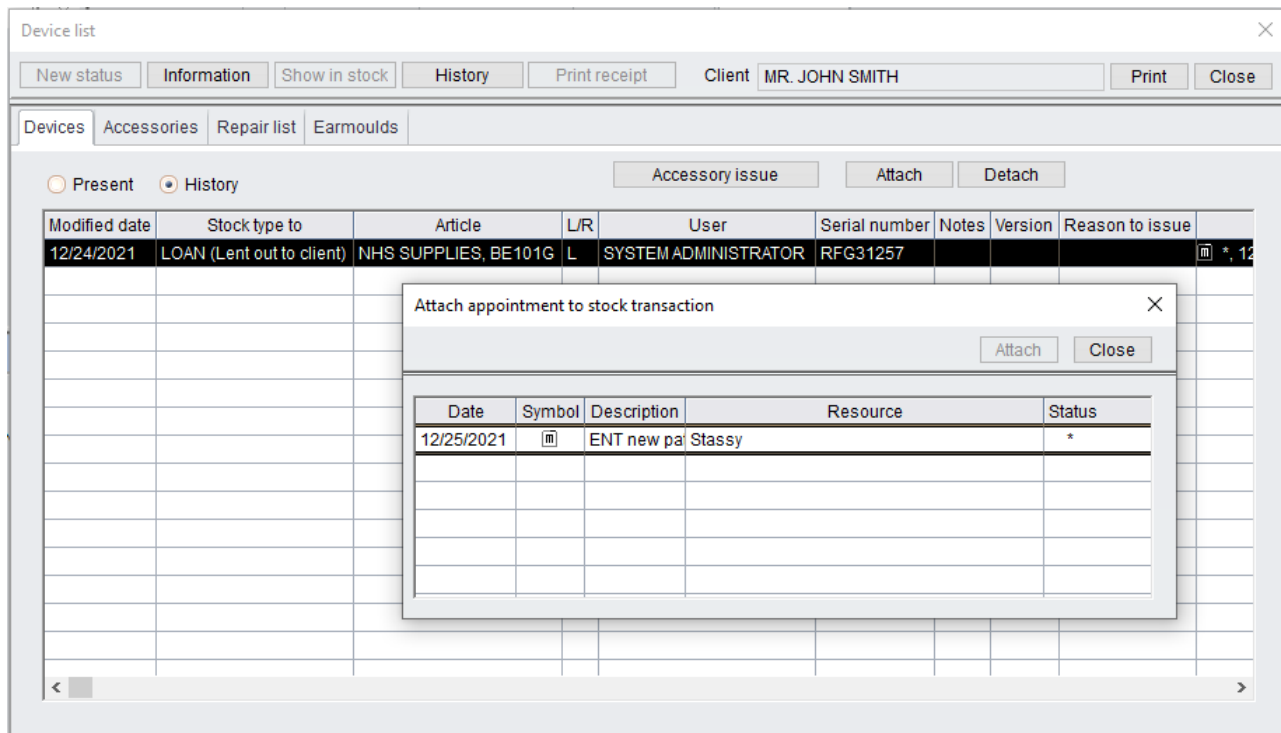 Device list
New status Information Show in stock History Print receipt Client MR. JOHN SMITH Print Close
Devices Accessories Repair list Earmoulds
Present History Accessory issue Attach Detach
Modified date Stock type to Article L/R User Serial number Notes Version Reason to issue
12/24/2021 LOAN (Lent out to client) NHS SUPPLIES, BE101G L SYSTEM ADMINISTRATOR RFG31257 m *, 12
Attach appointment to stock transaction
Attach Close
Date Symbol Description Resource Status
12/25/2021 m ENT new pa Stassy *